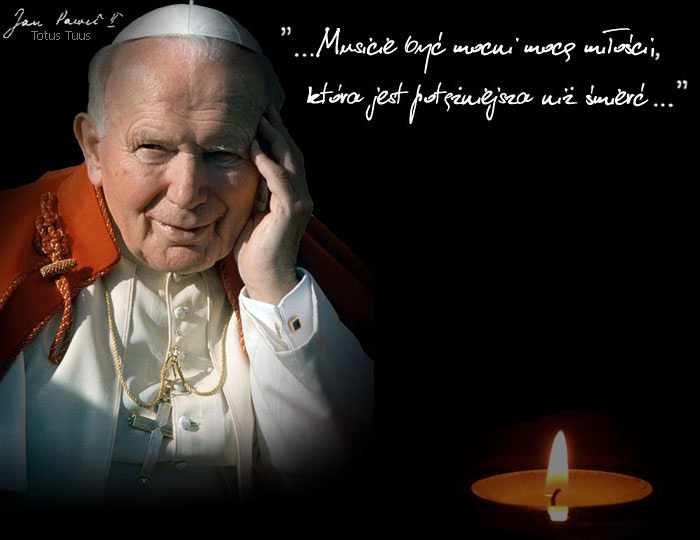 Jan Paweł II
Totus Tuus
"...Musicie być mocni mocą miłości,
która jest potężniejsza niż śmierć..."